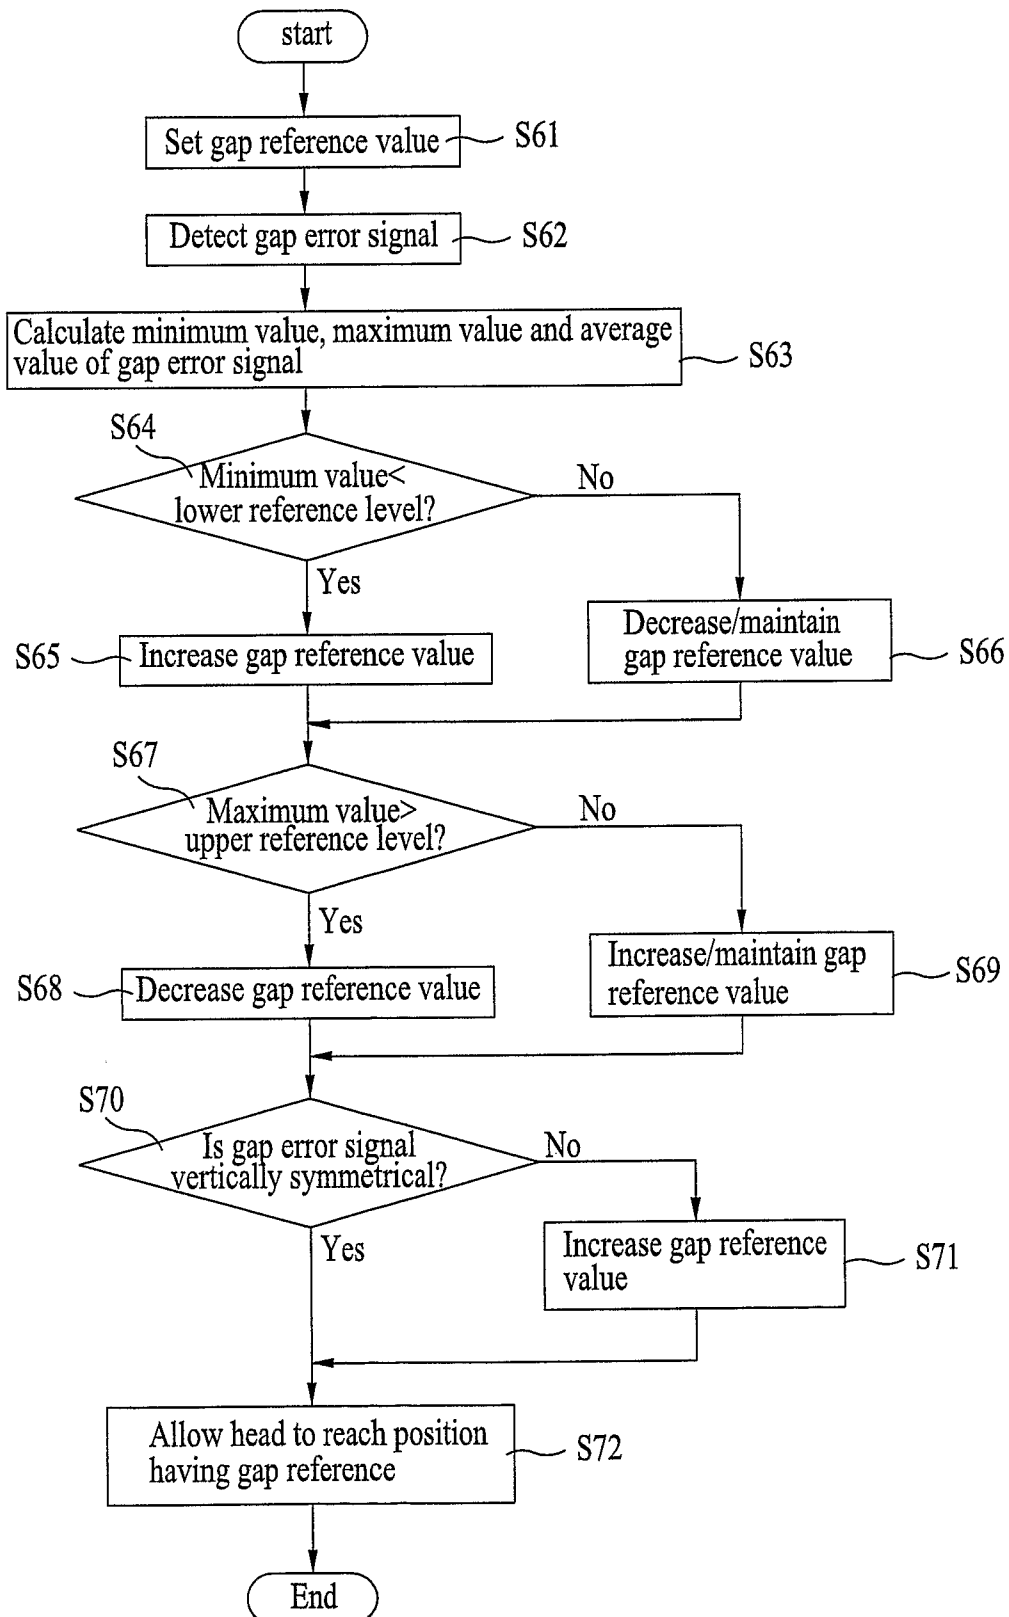 start
Set gap reference value
S61
Detect gap error signal
S62
Calculate minimum value, maximum value and average
value of gap error signal
S63
S64
Minimum value<
lower reference level?
No
Yes
S65
Increase gap reference value
Decrease/maintain
gap reference value
S66
S67
Maximum value>
upper reference level?
No
Yes
S68
Decrease gap reference value
Increase/maintain gap
reference value
S69
S70
Is gap error signal
vertically symmetrical?
No
Yes
Increase gap reference
value
S71
Allow head to reach position
having gap reference
S72
End